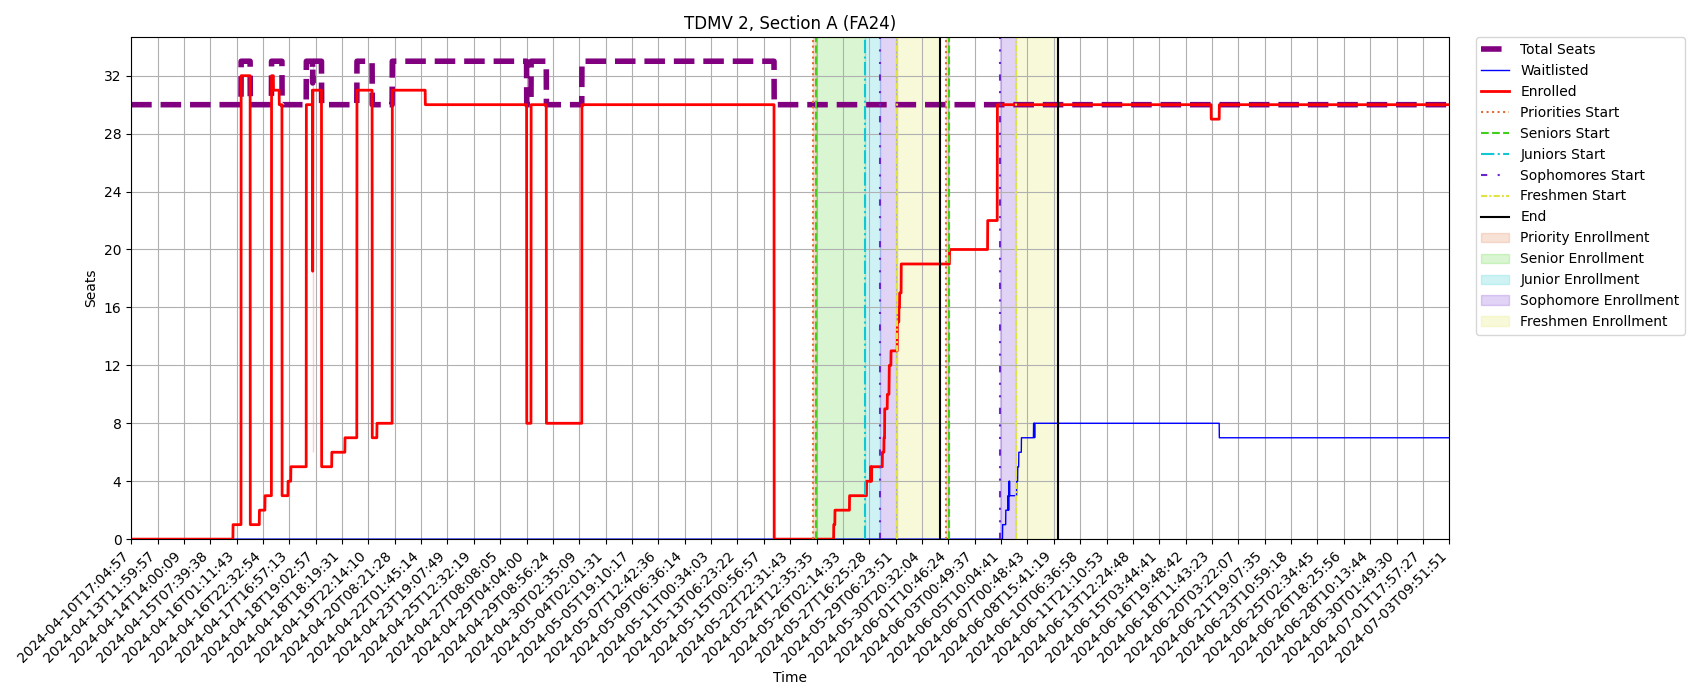 TDMV 2, Section A (FA24)
Total Seats
Waitlisted
Enrolled
Priorities Start
Seniors Start
Juniors Start
Sophomores Start
Freshmen Start
End
Priority Enrollment
Senior Enrollment
Junior Enrollment
Sophomore Enrollment
Freshmen Enrollment
Seats
32
28
24
20
16
12
8
4
0
2024-04-10T17:04:57
2024-04-13T11:59:57
2024-04-14T14:00:09
2024-04-15T07:39:38
2024-04-16T01:11:43
2024-04-16T22:32:54
2024-04-17T16:57:13
2024-04-18T19:02:57
2024-04-18T18:19:31
2024-04-19T22:14:10
2024-04-20T08:21:28
2024-04-22T01:45:14
2024-04-23T19:07:49
2024-04-25T12:32:19
2024-04-27T08:08:05
2024-04-29T04:04:00
2024-04-29T08:56:24
2024-04-30T02:35:09
2024-05-04T02:01:31
2024-05-05T19:10:17
2024-05-07T12:42:36
2024-05-09T06:36:14
2024-05-11T00:34:03
2024-05-13T06:23:22
2024-05-15T00:56:57
2024-05-22T22:31:43
2024-05-24T12:35:35
2024-05-26T02:14:33
2024-05-27T16:25:28
2024-05-29T06:23:51
2024-05-30T20:32:04
2024-06-01T10:46:24
2024-06-03T00:49:37
2024-06-05T10:04:41
2024-06-07T00:48:43
2024-06-08T15:41:19
2024-06-10T06:36:58
2024-06-11T21:10:53
2024-06-13T12:24:48
2024-06-15T03:44:41
2024-06-16T19:48:42
2024-06-18T11:43:23
2024-06-20T03:22:07
2024-06-21T19:07:35
2024-06-23T10:59:18
2024-06-25T02:34:45
2024-06-26T18:25:56
2024-06-28T10:13:44
2024-06-30T01:49:30
2024-07-01T17:57:27
2024-07-03T09:51:51
Time